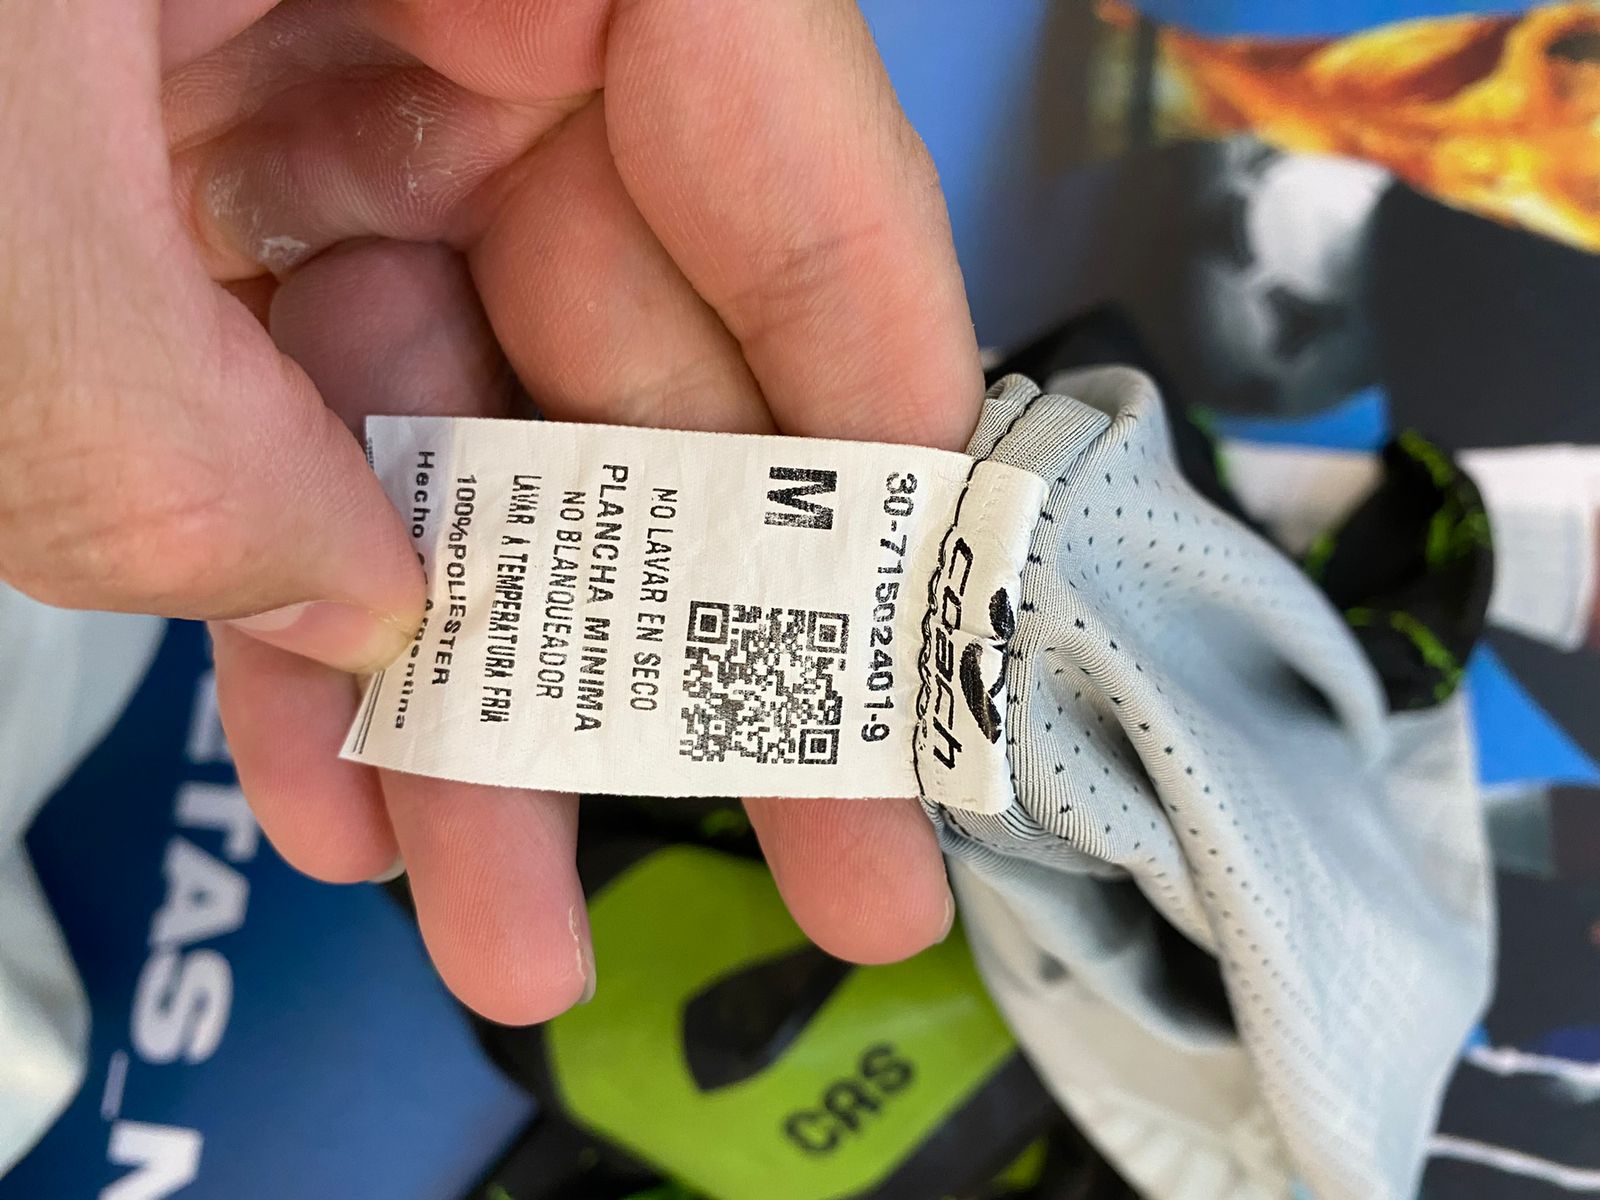 coach
30-71502401-9
M
NO LAVAR EN SECO
PLANCHA MINIMA
NO BLANQUEADOR
LAVAR A TEMPERATURA FRIA
100%POLIESTER
Hecho Argentina
CRS